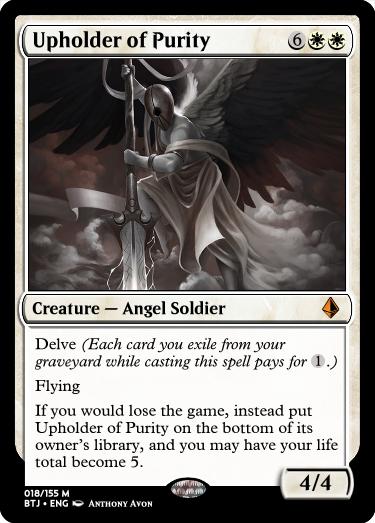 Upholder of Purity 6
Creature — Angel Soldier
Delve (Each card you exile from your
graveyard while casting this spell pays for 1.)
Flying
If you would lose the game, instead put
Upholder of Purity on the bottom of its
owner's library, and you may have your life
total become 5.
4/4
018/155 M
BTJ • ENG Anthony Avon